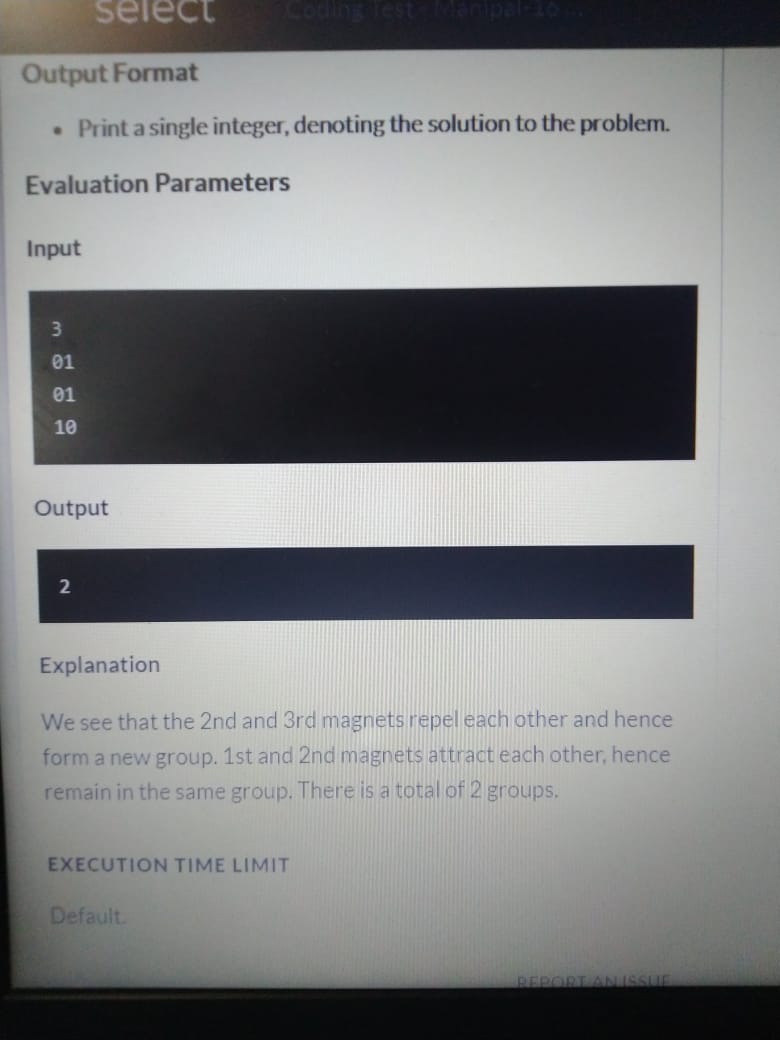 select
Coding Test - Manipal-16...
Output Format
• Print a single integer, denoting the solution to the problem.
Evaluation Parameters
Input
3
01
01
10
Output
2
Explanation
We see that the 2nd and 3rd magnets repel each other and hence
form a new group. 1st and 2nd magnets attract each other, hence
remain in the same group. There is a total of 2 groups.
EXECUTION TIME LIMIT
Default.
REPORT AN ISSUE